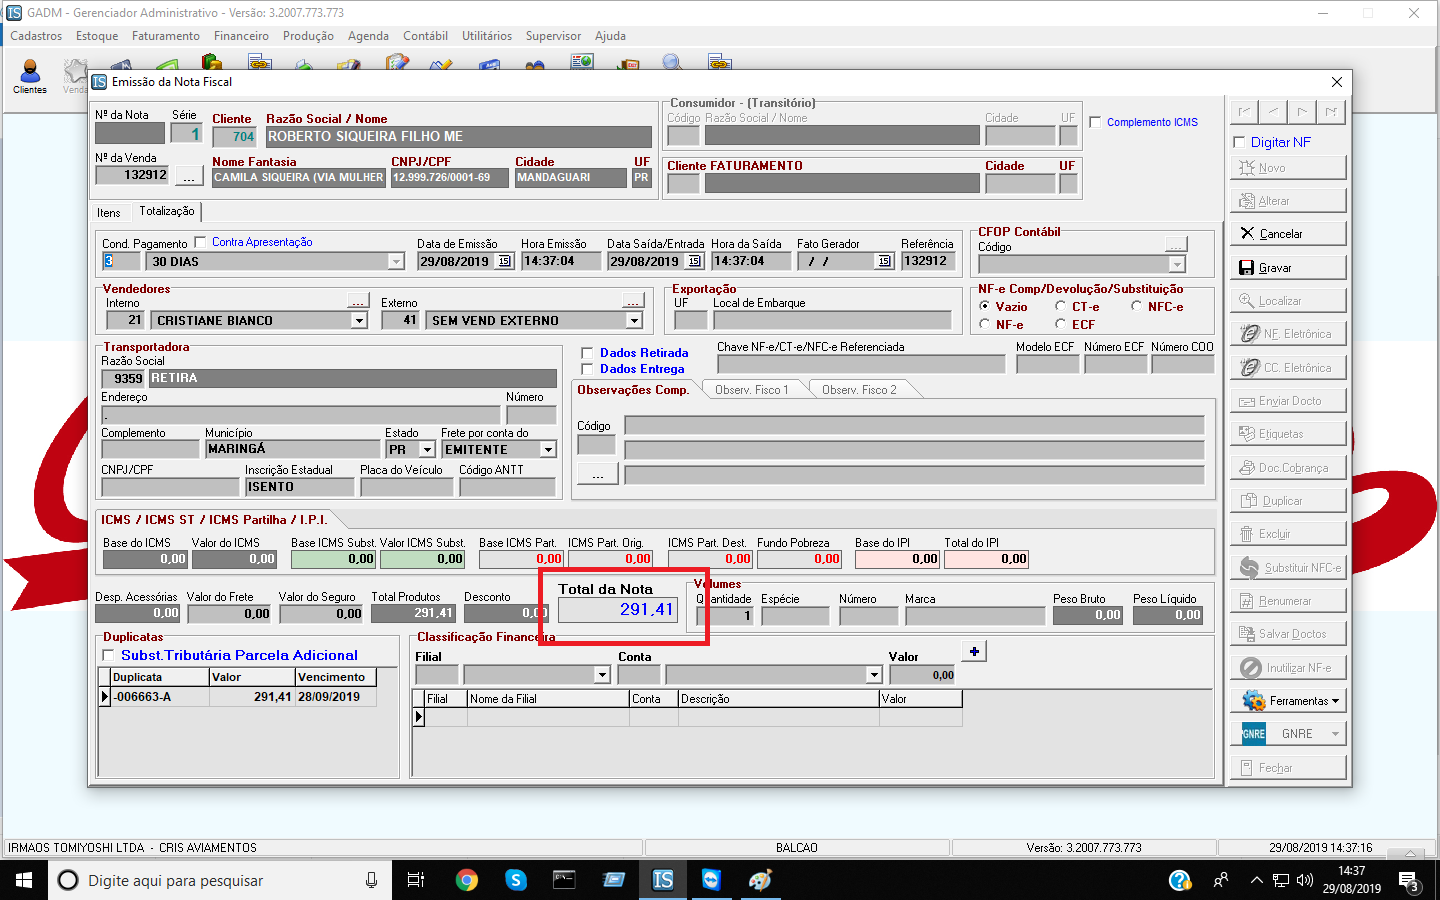 GADM - Gerenciador Administrativo - Versão: 3.2007.773.773
Cadastros Estoque Faturamento Financeiro Produção Agenda Contábil Utilitários Supervisor Ajuda
Clientes
Emissão da Nota Fiscal
Nº da Nota Série Cliente Razão Social / Nome
1 704 ROBERTO SIQUEIRA FILHO ME
Nº da Venda Nome Fantasia CNPJ/CPF Cidade UF
132912 ... CAMILA SIQUEIRA (VIA MULHER 12.999.726/0001-69 MANDAGUARI PR
Consumidor - (Transitório)
Código Razão Social / Nome Cidade UF
Complemento ICMS
Cliente FATURAMENTO Cidade UF
Itens Totalização
Cond. Pagamento Contra Apresentação Data de Emissão Hora Emissão Data Saída/Entrada Hora da Saída Fato Gerador Referência
3 30 DIAS 29/08/2019 15 14:37:04 29/08/2019 15 14:37:04 / / 15 132912
CFOP Contábil
Código ...
Vendedores
Interno ... Externo ...
21 CRISTIANE BIANCO 41 SEM VEND EXTERNO
Exportação
UF Local de Embarque
NF-e Comp/Devolução/Substituição
Vazio CT-e NFC-e
NF-e ECF
Transportadora
Razão Social
9359 RETIRA
Endereço Número
.
Complemento Município Estado Frete por conta do
MARINGÁ PR EMITENTE
CNPJ/CPF Inscrição Estadual Placa do Veículo Código ANTT
ISENTO
Dados Retirada
Dados Entrega
Chave NF-e/CT-e/NFC-e Referenciada Modelo ECF Número ECF Número COO
Observações Comp. Observ. Fisco 1 Observ. Fisco 2
Código
...
ICMS / ICMS ST / ICMS Partilha / I.P.I.
Base do ICMS Valor do ICMS Base ICMS Subst. Valor ICMS Subst. Base ICMS Part. ICMS Part. Orig. ICMS Part. Dest. Fundo Pobreza Base do IPI Total do IPI
0,00 0,00 0,00 0,00 0,00 0,00 0,00 0,00 0,00 0,00
Desp. Acessórias Valor do Frete Valor do Seguro Total Produtos Desconto Total da Nota
0,00 0,00 0,00 291,41 0,00 291,41
Volumes
Quantidade Espécie Número Marca Peso Bruto Peso Líquido
1 0,00 0,00
Duplicatas
Subst.Tributária Parcela Adicional
Duplicata Valor Vencimento
-006663-A 291,41 28/09/2019
Classificação Financeira
Filial Conta Valor +
0,00
Filial Nome da Filial Conta Descrição Valor
Digitar NF
Novo
Alterar
Cancelar
Gravar
Localizar
NF. Eletrônica
CC. Eletrônica
Enviar Docto
Etiquetas
Doc.Cobrança
Duplicar
Excluir
Substituir NFC-e
Renumerar
Salvar Doctos
Inutilizar NF-e
Ferramentas
GNRE GNRE
Fechar
IRMAOS TOMIYOSHI LTDA - CRIS AVIAMENTOS BALCAO Versão: 3.2007.773.773 29/08/2019 14:37:16
Digite aqui para pesquisar
14:37
29/08/2019
3